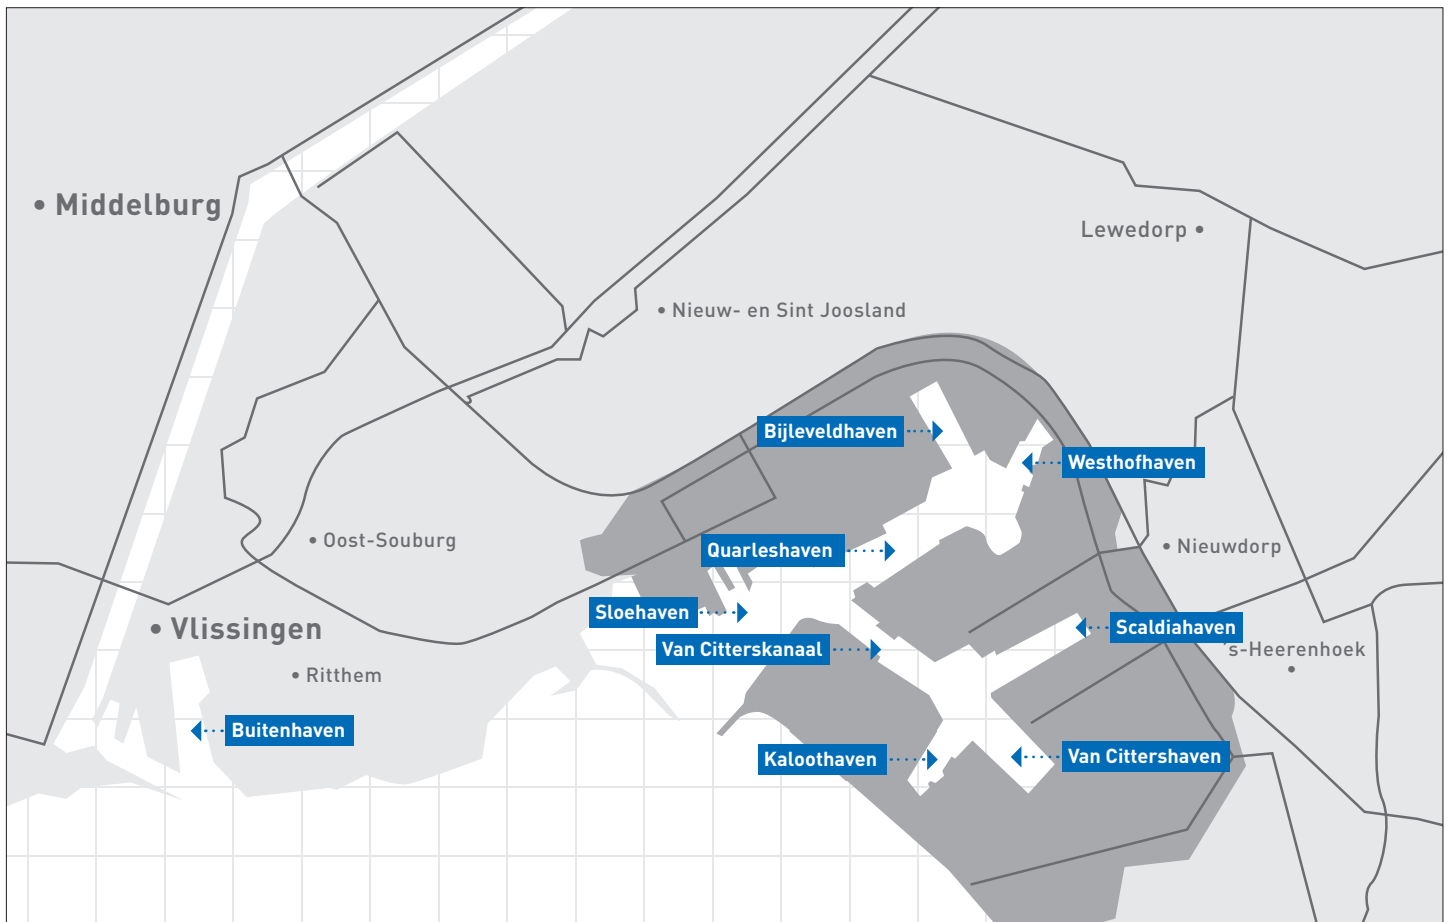 Middelburg
Lewedorp
Nieuw- en Sint Joosland
Bijleveldhaven
Westhofhaven
Oost-Souburg
Quarleshaven
Nieuwdorp
Sloehaven
Vlissingen
Scaldiahaven
Van Citterskanaal
's-Heerenhoek
Ritthem
Buitenhaven
Kaloothaven
Van Cittershaven